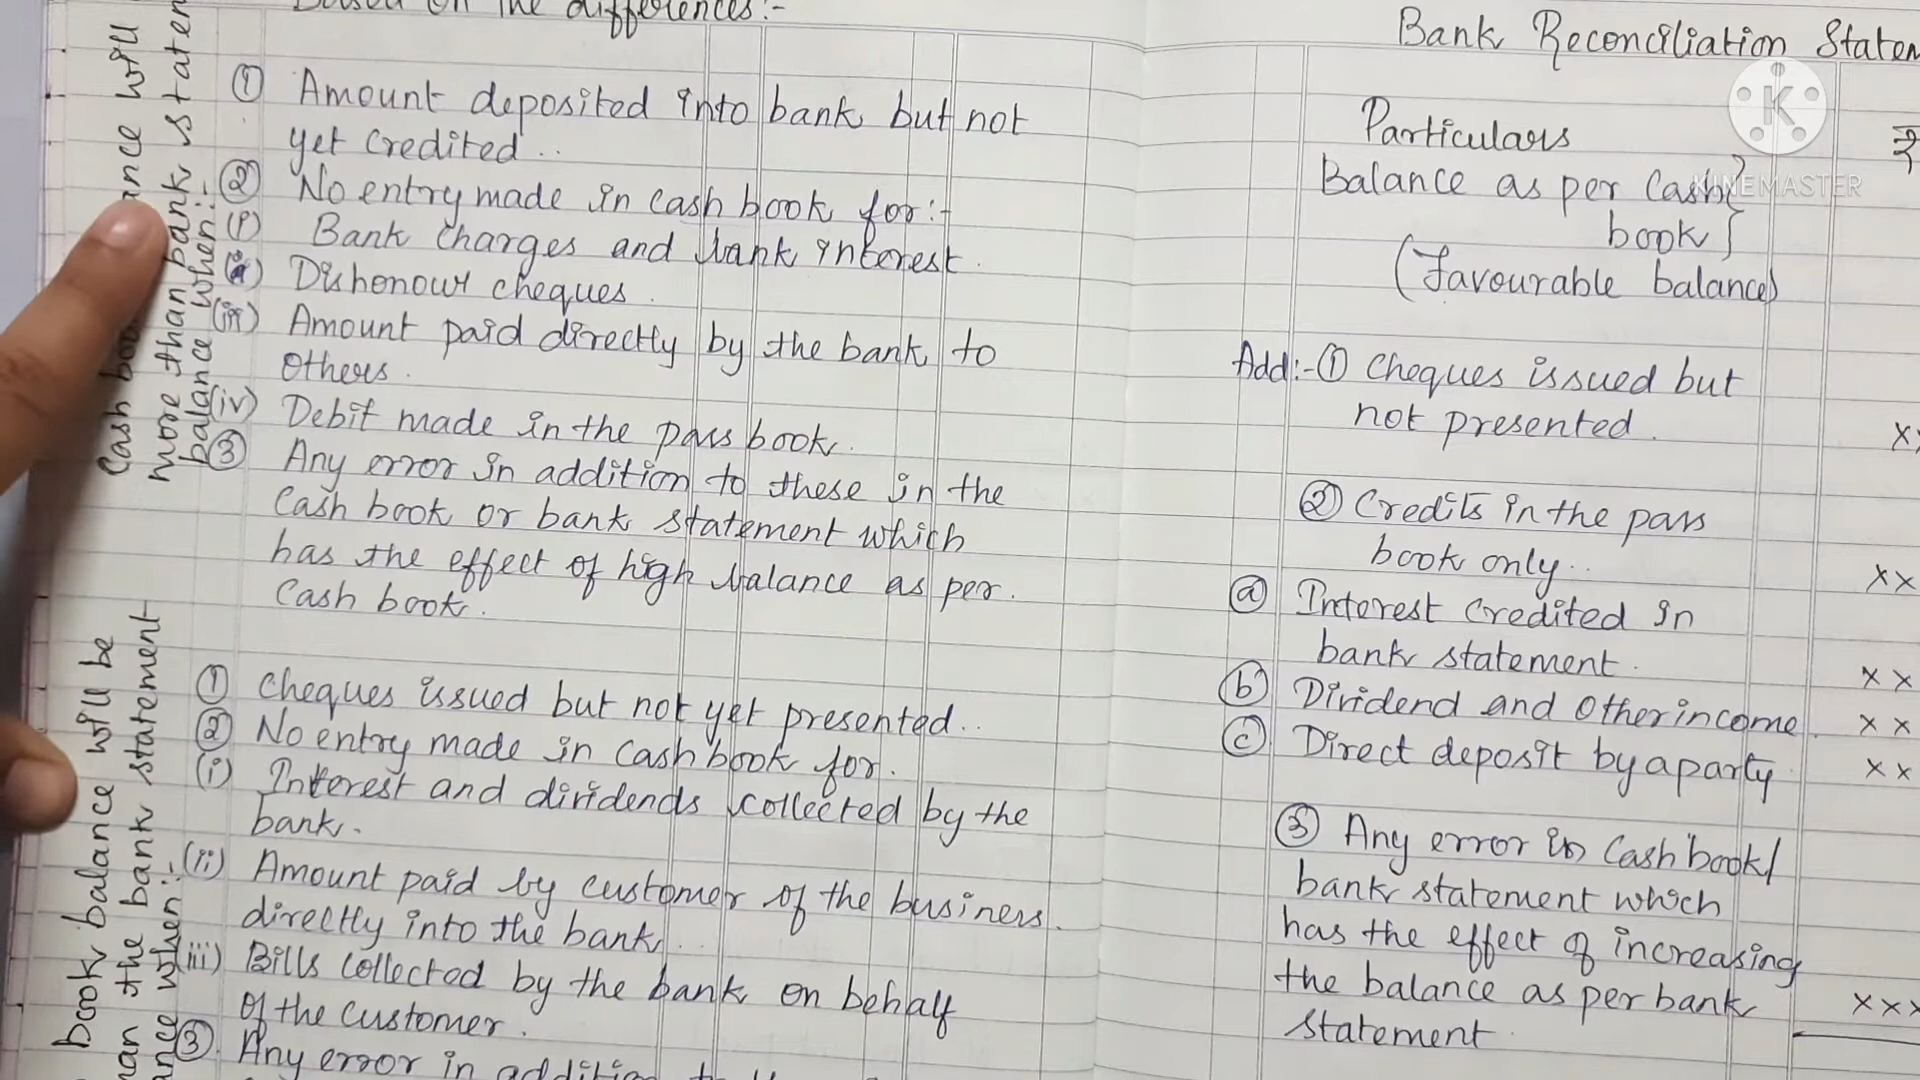 Based on the differences:-
① Amount deposited into bank but not
yet credited..
② No entry made in cash book for:-
(i) Bank charges and bank interest.
(ii) Dishonour cheques.
(iii) Amount paid directly by the bank to
others.
(iv) Debit made in the pass book.
③ Any error in addition to these in the
Cash book or bank statement which
has the effect of high balance as per.
Cash book.
more than bank statem
balance when:
① Cheques issued but not yet presented..
② No entry made in cash book for.
(i) Interest and dividends collected by the
bank.
(ii) Amount paid by customer of the business.
directly into the bank..
(iii) Bills collected by the bank on behalf
of the customer.
③ Any error in addition
book balance will be
the bank statement
when:
Bank Reconciliation Statem
Particulars ₹
Balance as per Cash
book
(Favourable balance)
Add:- ① Cheques issued but
not presented.
② Credits in the pass
book only.. xx
ⓐ Interest credited in
bank statement. xx
ⓑ Dividend and other income. xx
ⓒ Direct deposit by a party. xx
③ Any error in Cash book/
bank statement which
has the effect of increasing
the balance as per bank xxx
statement.
KINEMASTER